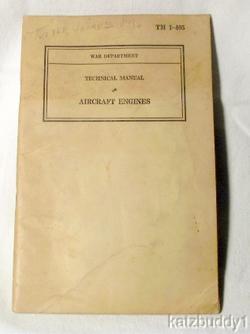 TM 1-405
WAR DEPARTMENT
TECHNICAL MANUAL
AIRCRAFT ENGINES
katzbuddy1